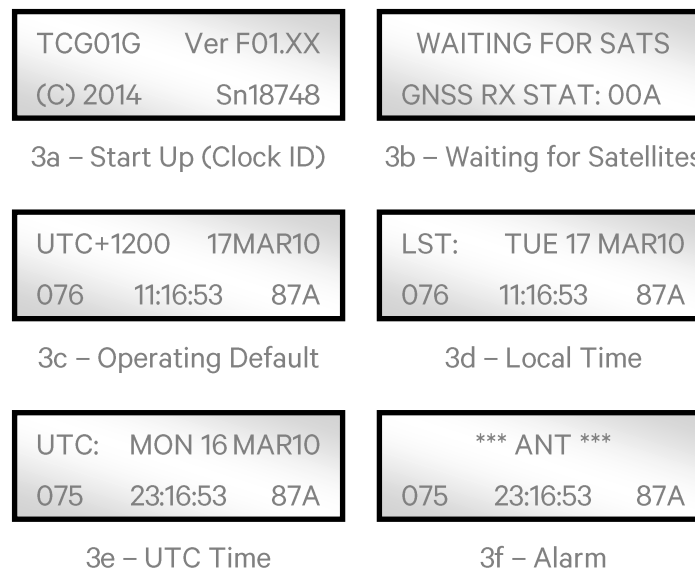 TCG01G Ver F01.XX
(C) 2014 Sn18748
3a – Start Up (Clock ID)
WAITING FOR SATS
GNSS RX STAT: 00A
3b – Waiting for Satellites
UTC+1200 17MAR10
076 11:16:53 87A
3c – Operating Default
LST: TUE 17 MAR10
076 11:16:53 87A
3d – Local Time
UTC: MON 16 MAR10
075 23:16:53 87A
3e – UTC Time
*** ANT ***
075 23:16:53 87A
3f – Alarm